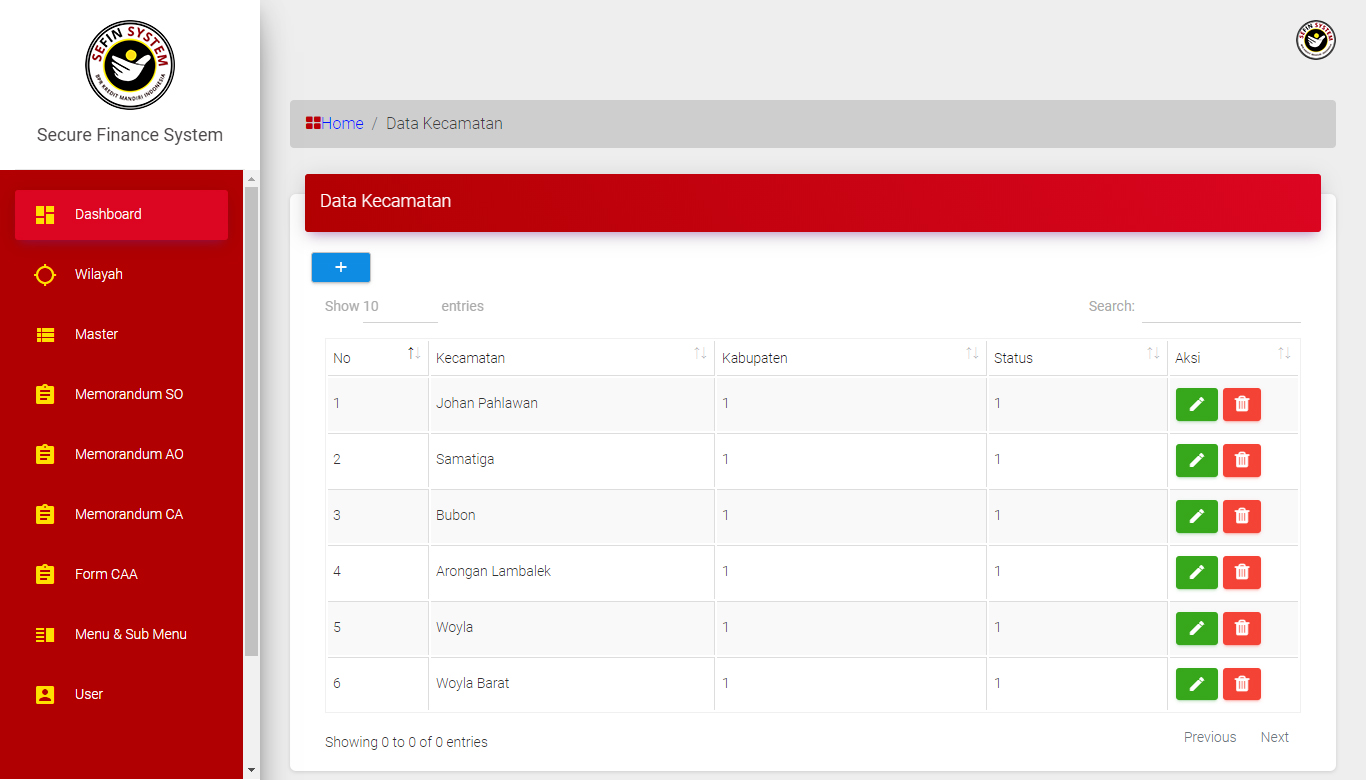 SEFIN SYSTEM
BPR KREDIT MANDIRI INDONESIA
Secure Finance System
Dashboard
Wilayah
Master
Memorandum SO
Memorandum AO
Memorandum CA
Form CAA
Menu & Sub Menu
User
SEFIN SYSTEM
Home / Data Kecamatan
Data Kecamatan
+
Show 10 entries Search:
No Kecamatan Kabupaten Status Aksi
1 Johan Pahlawan 1 1
2 Samatiga 1 1
3 Bubon 1 1
4 Arongan Lambalek 1 1
5 Woyla 1 1
6 Woyla Barat 1 1
Showing 0 to 0 of 0 entries Previous Next